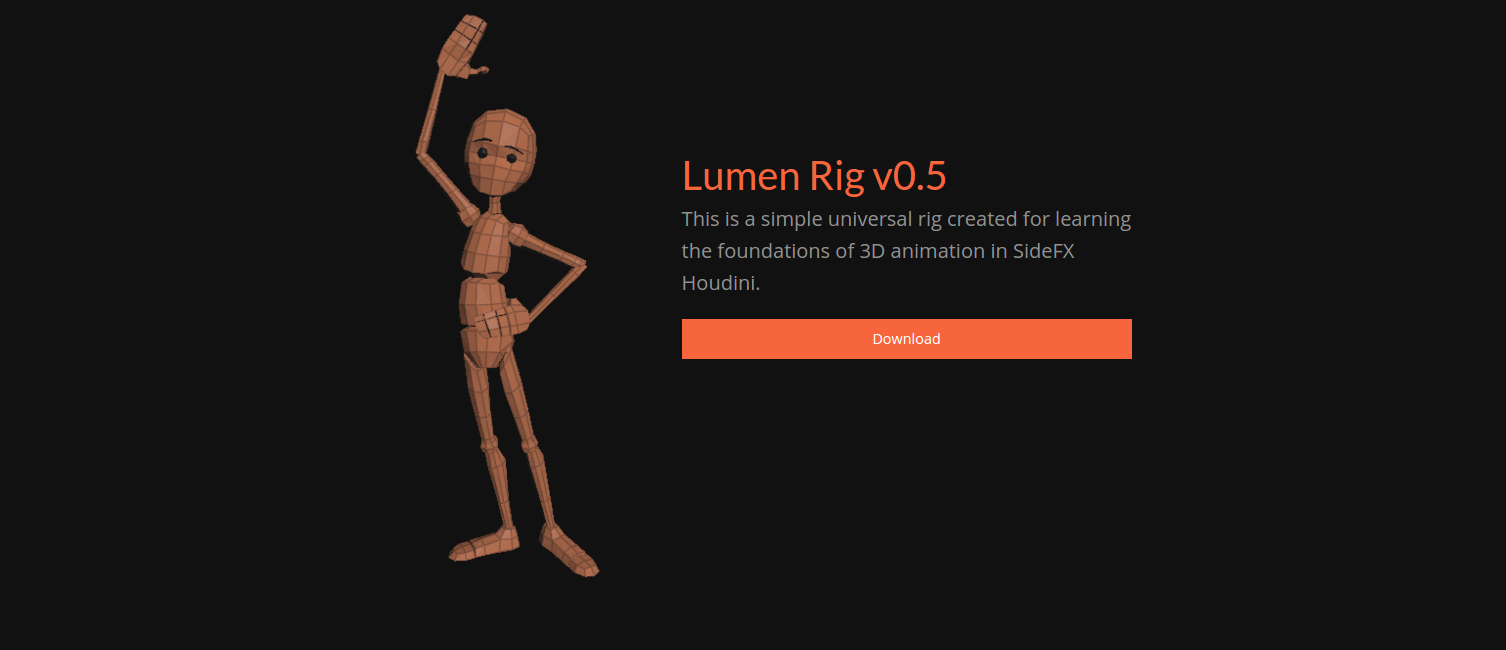 Lumen Rig v0.5
This is a simple universal rig created for learning
the foundations of 3D animation in SideFX
Houdini.
Download